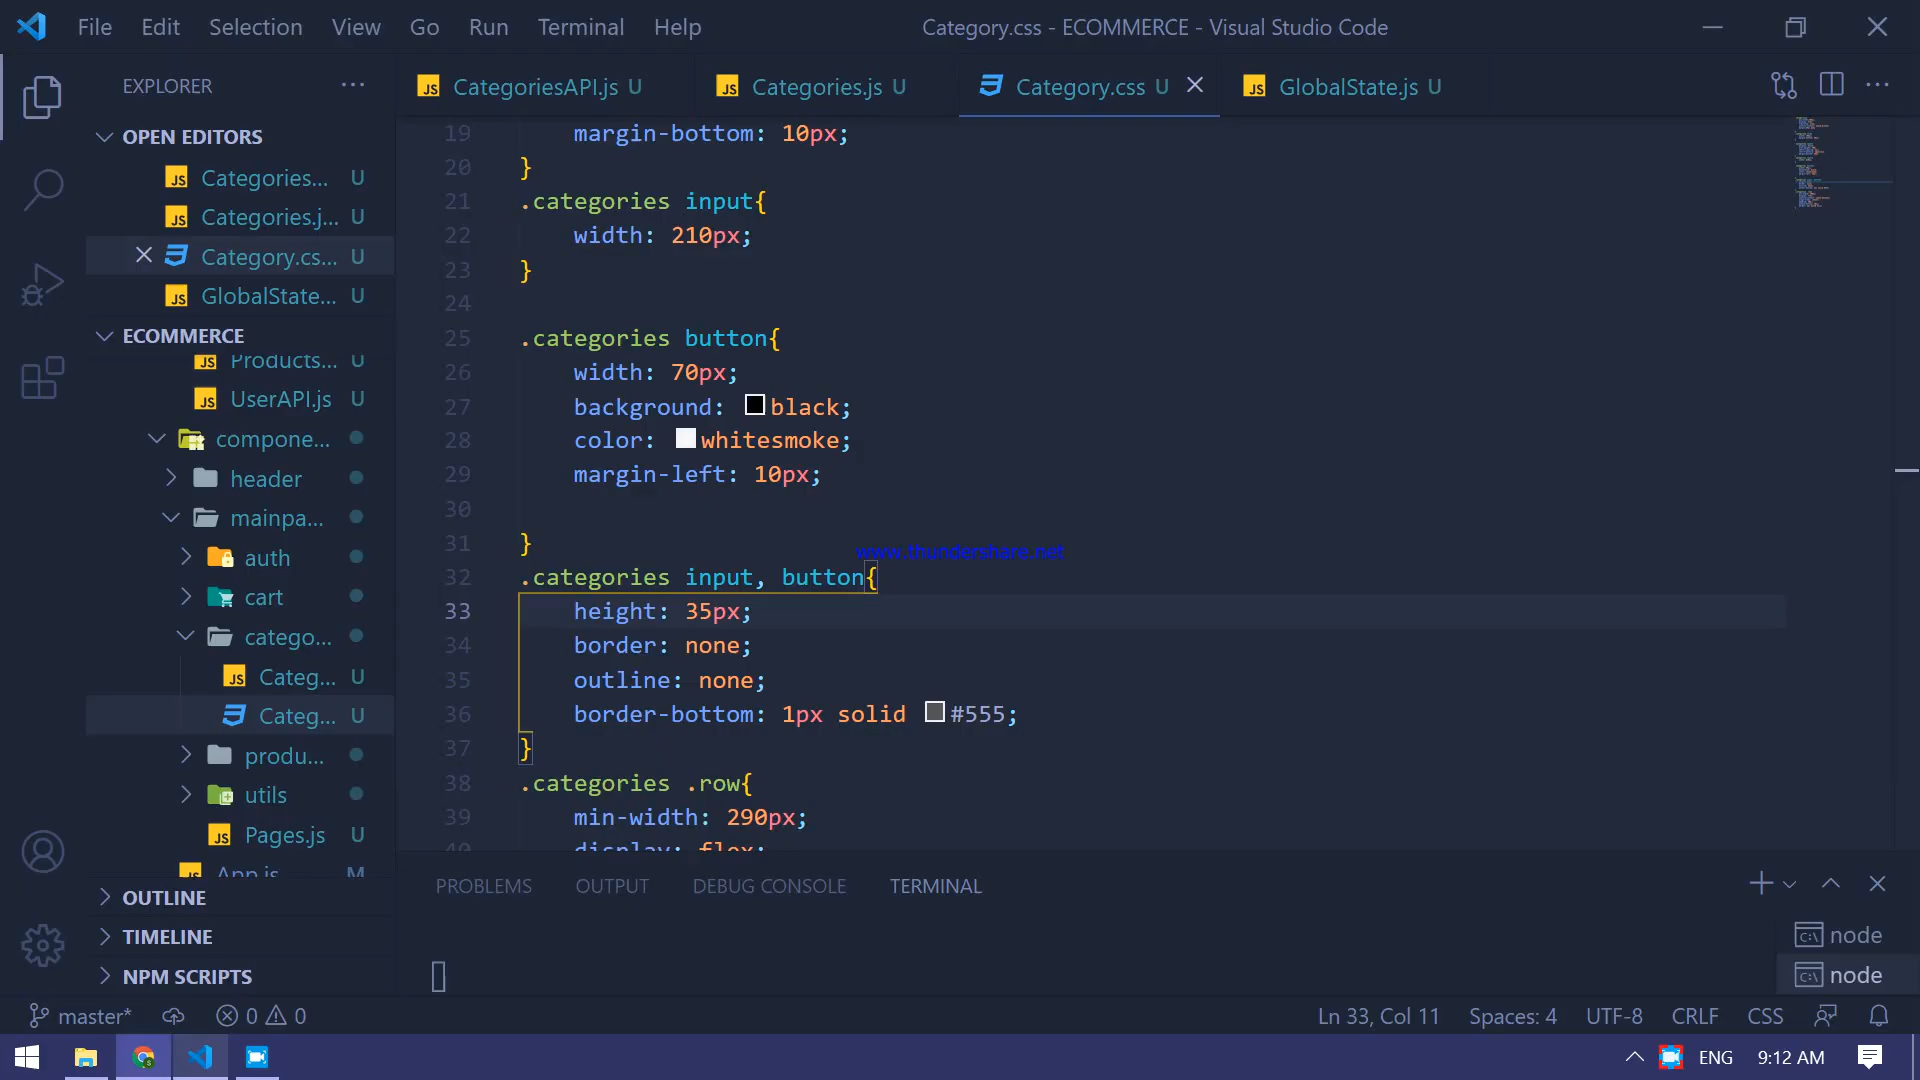 File Edit Selection View Go Run Terminal Help
Category.css - ECOMMERCE - Visual Studio Code
EXPLORER
CategoriesAPI.js U
Categories.js U
Category.css U
GlobalState.js U
OPEN EDITORS
Categories... U
Categories.j... U
Category.cs... U
GlobalState... U
ECOMMERCE
Products... U
UserAPI.js U
compone...
header
mainpa...
auth
cart
catego...
Categ... U
Categ... U
produ...
utils
Pages.js U
App.js M
OUTLINE
TIMELINE
NPM SCRIPTS
19 margin-bottom: 10px;
20 }
21 .categories input{
22 width: 210px;
23 }
24
25 .categories button{
26 width: 70px;
27 background: black;
28 color: whitesmoke;
29 margin-left: 10px;
30
31 }
www.thundershare.net
32 .categories input, button{
33 height: 35px;
34 border: none;
35 outline: none;
36 border-bottom: 1px solid #555;
37 }
38 .categories .row{
39 min-width: 290px;
40 display: flex;
PROBLEMS OUTPUT DEBUG CONSOLE TERMINAL
node
node
master* 0 0
Ln 33, Col 11 Spaces: 4 UTF-8 CRLF CSS
ENG 9:12 AM